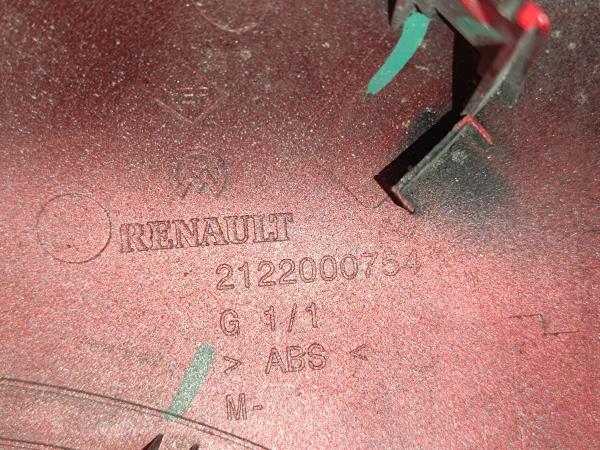 RENAULT
2122000754
G 1/1
> ABS <
M-